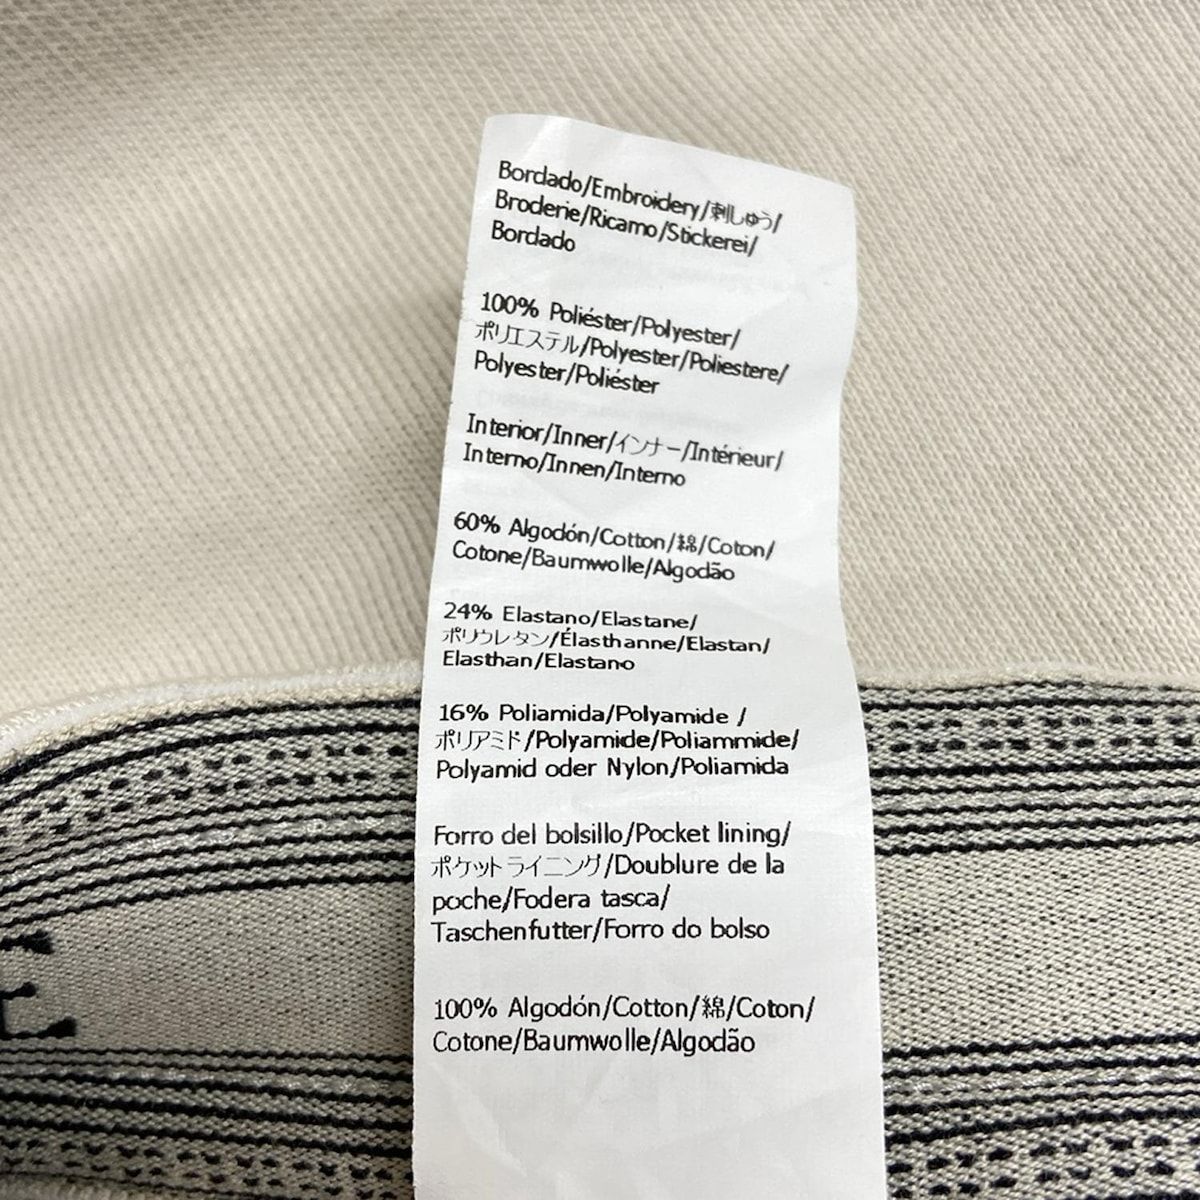 Bordado/Embroidery/刺しゅう/
Broderie/Ricamo/Stickerei/
Bordado
100% Poliéster/Polyester/
ポリエステル/Polyester/Poliestere/
Polyester/Poliéster
Interior/Inner/インナー/Intérieur/
Interno/Innen/Interno
60% Algodón/Cotton/綿/Coton/
Cotone/Baumwolle/Algodão
24% Elastano/Elastane/
ポリウレタン/Élasthanne/Elastan/
Elasthan/Elastano
16% Poliamida/Polyamide /
ポリアミド/Polyamide/Poliammide/
Polyamid oder Nylon/Poliamida
Forro del bolsillo/Pocket lining/
ポケットライニング/Doublure de la
poche/Fodera tasca/
Taschenfutter/Forro do bolso
100% Algodón/Cotton/綿/Coton/
Cotone/Baumwolle/Algodão